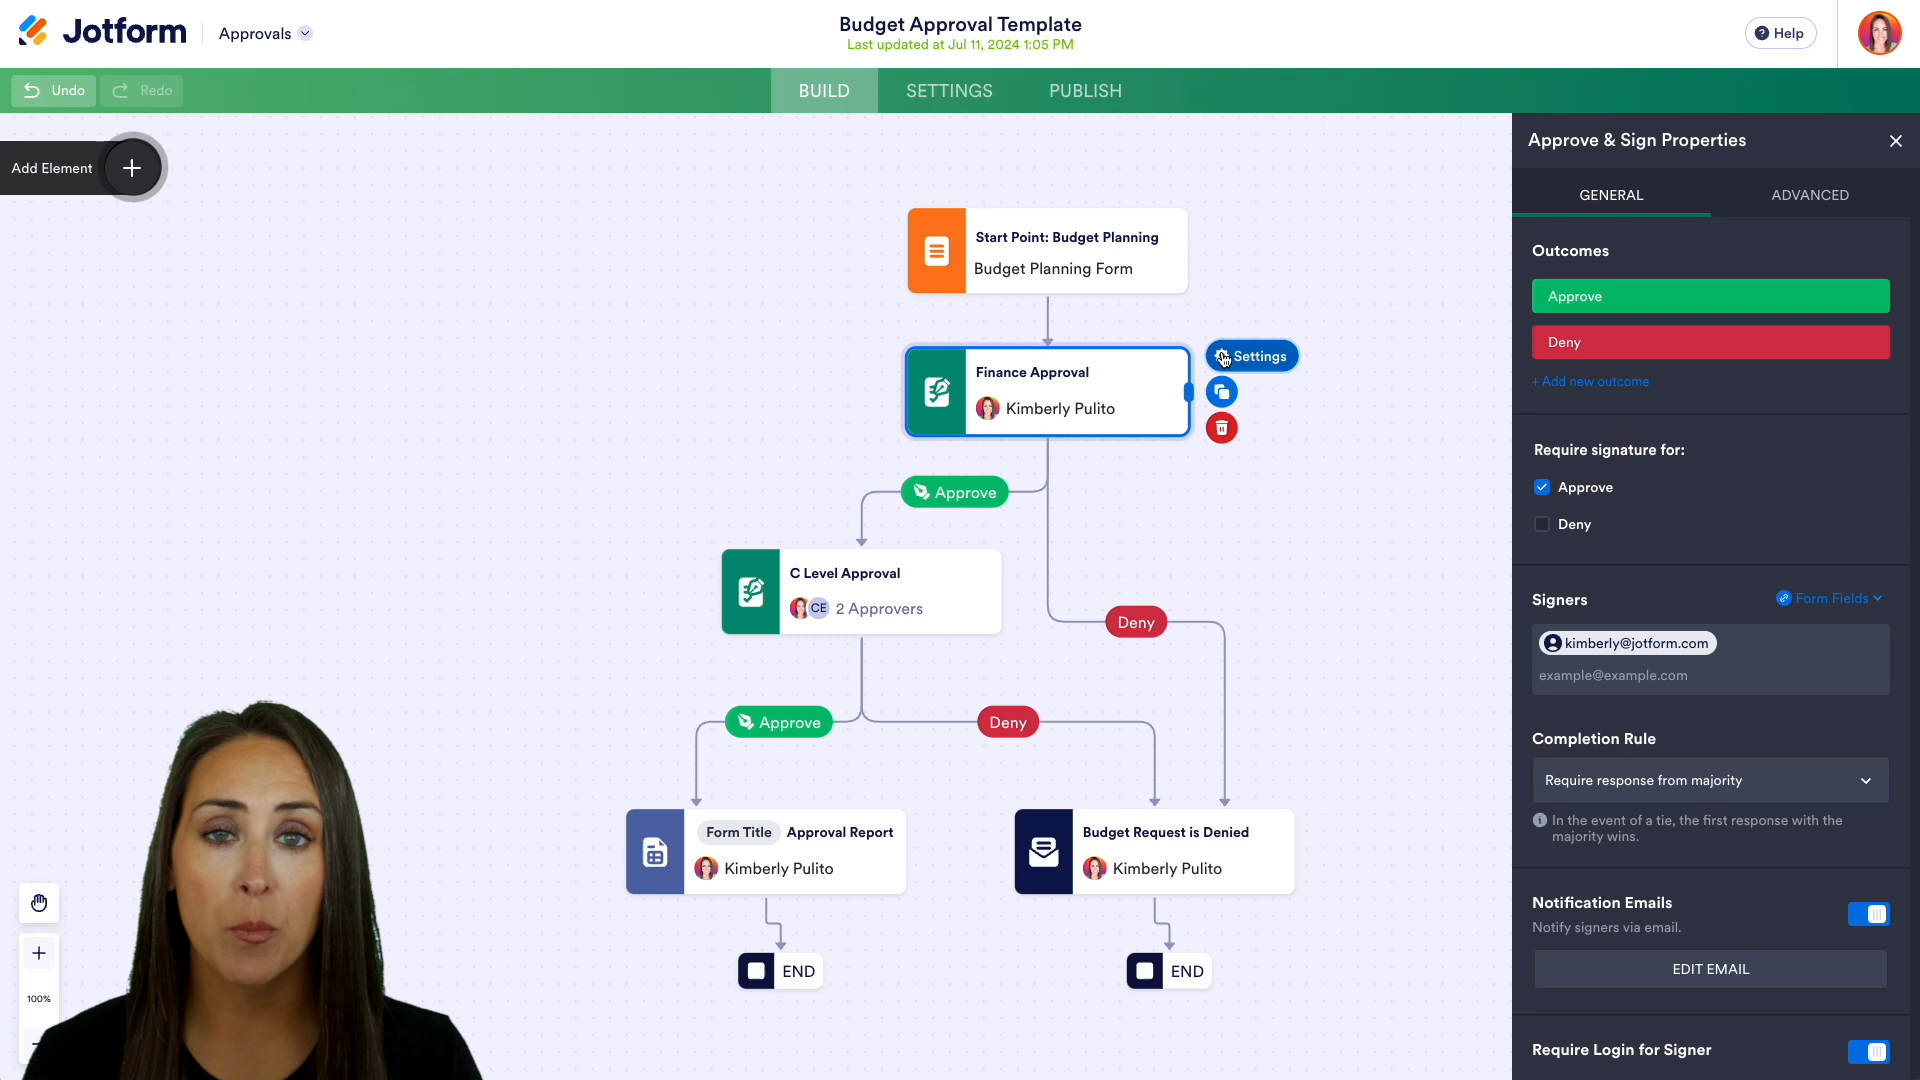 Jotform
Approvals
Budget Approval Template
Last updated at Jul 11, 2024 1:05 PM
Help
Undo
Redo
BUILD
SETTINGS
PUBLISH
Add Element
Start Point: Budget Planning
Budget Planning Form
Finance Approval
Kimberly Pulito
Settings
Approve
C Level Approval
CE
2 Approvers
Deny
Approve
Deny
Form Title
Approval Report
Kimberly Pulito
Budget Request is Denied
Kimberly Pulito
END
END
100%
Approve & Sign Properties
GENERAL
ADVANCED
Outcomes
Approve
Deny
+ Add new outcome
Require signature for:
Approve
Deny
Signers
Form Fields
kimberly@jotform.com
example@example.com
Completion Rule
Require response from majority
In the event of a tie, the first response with the
majority wins.
Notification Emails
Notify signers via email.
EDIT EMAIL
Require Login for Signer